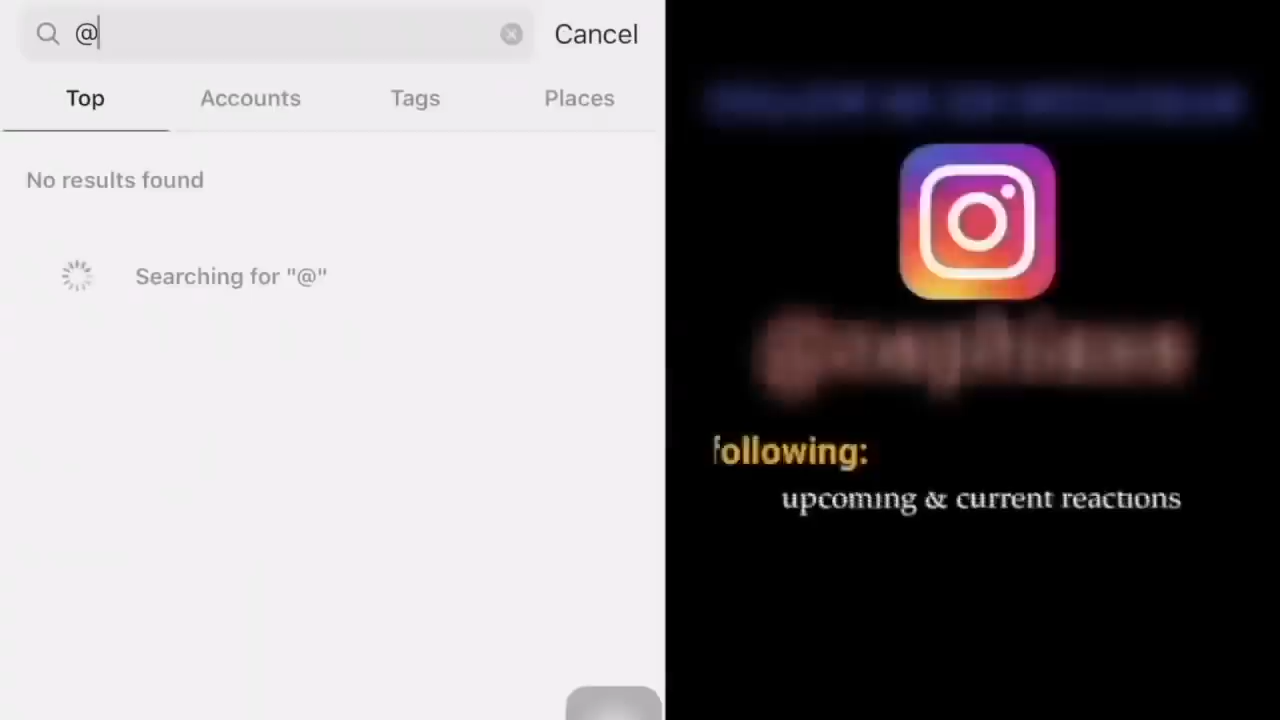 @
Cancel
Top
Accounts
Tags
Places
No results found
Searching for "@"
following:
upcoming & current reactions